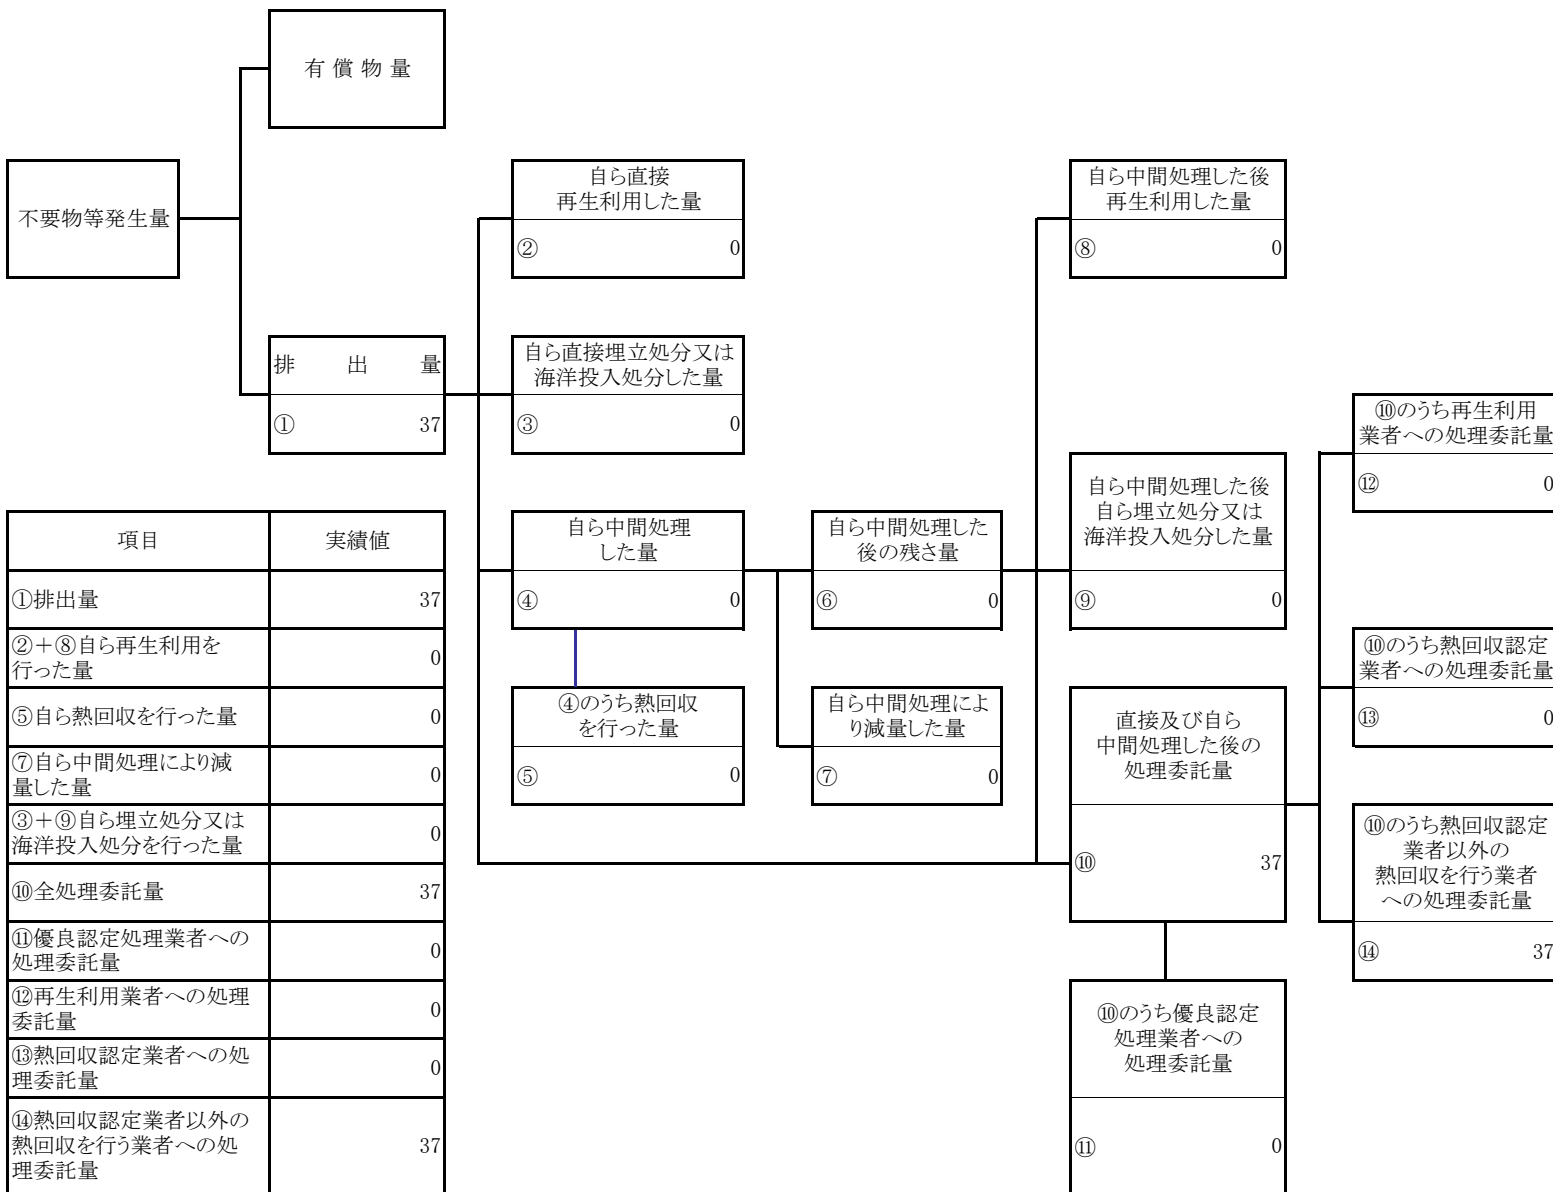 有償物量
不要物等発生量
自ら直接
再生利用した量
② 0
自ら中間処理した後
再生利用した量
⑧ 0
排出量
① 37
自ら直接埋立処分又は
海洋投入処分した量
③ 0
⑩のうち再生利用
業者への処理委託量
⑫ 0
自ら中間処理した後
自ら埋立処分又は
海洋投入処分した量
⑨ 0
自ら中間処理
した量
④ 0
自ら中間処理した
後の残さ量
⑥ 0
⑩のうち熱回収認定
業者への処理委託量
⑬ 0
④のうち熱回収
を行った量
⑤ 0
自ら中間処理によ
り減量した量
⑦ 0
直接及び自ら
中間処理した後の
処理委託量
⑩ 37
⑩のうち熱回収認定
業者以外の
熱回収を行う業者
への処理委託量
⑭ 37
⑩のうち優良認定
処理業者への
処理委託量
⑪ 0
項目 実績値
①排出量 37
②+⑧自ら再生利用を
行った量 0
⑤自ら熱回収を行った量 0
⑦自ら中間処理により減
量した量 0
③+⑨自ら埋立処分又は
海洋投入処分を行った量 0
⑩全処理委託量 37
⑪優良認定処理業者への
処理委託量 0
⑫再生利用業者への処理
委託量 0
⑬熱回収認定業者への処
理委託量 0
⑭熱回収認定業者以外の
熱回収を行う業者への処
理委託量 37